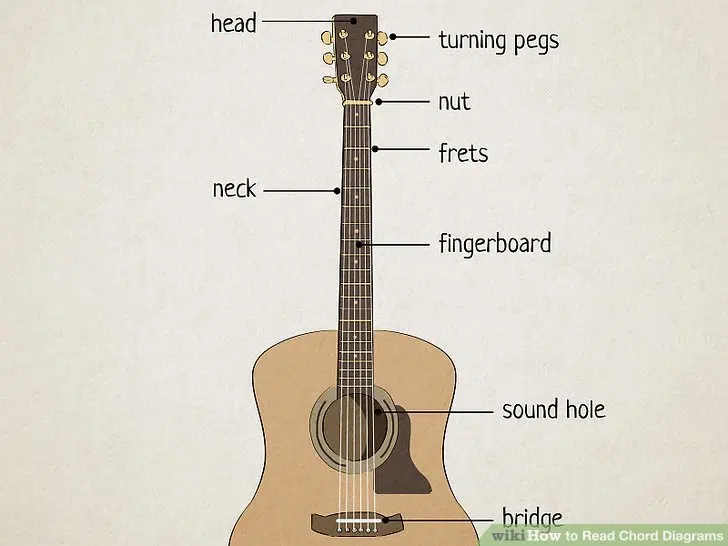 head
turning pegs
nut
frets
neck
fingerboard
sound hole
bridge
wikiHow to Read Chord Diagrams